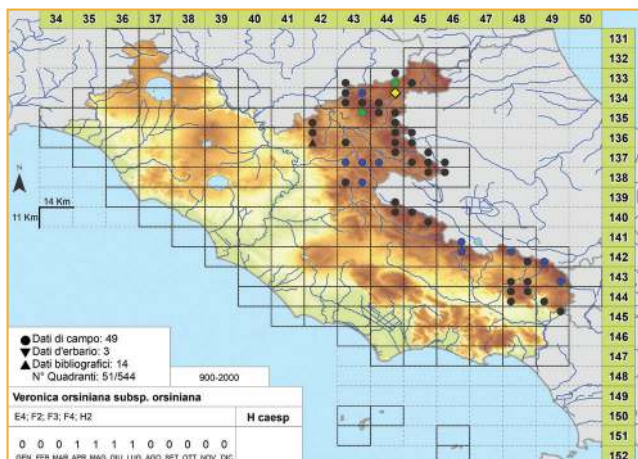 34 35 36 37 38 39 40 41 42 43 44 45 46 47 48 49 50
131
132
133
134
135
136
137
138
139
140
141
142
143
144
145
146
147
148
149
150
151
152
N
14 Km
11 Km
Dati di campo: 49
Dati d'erbario: 3
Dati bibliografici: 14
N° Quadranti: 51/544
900-2000
Veronica orsiniana subsp. orsiniana
E4; F2; F3; F4; H2
H caesp
0 0 0 1 1 1 1 0 0 0 0 0
GEN FEB MAR APR MAG GIU LUG AGO SET OTT NOV DIC